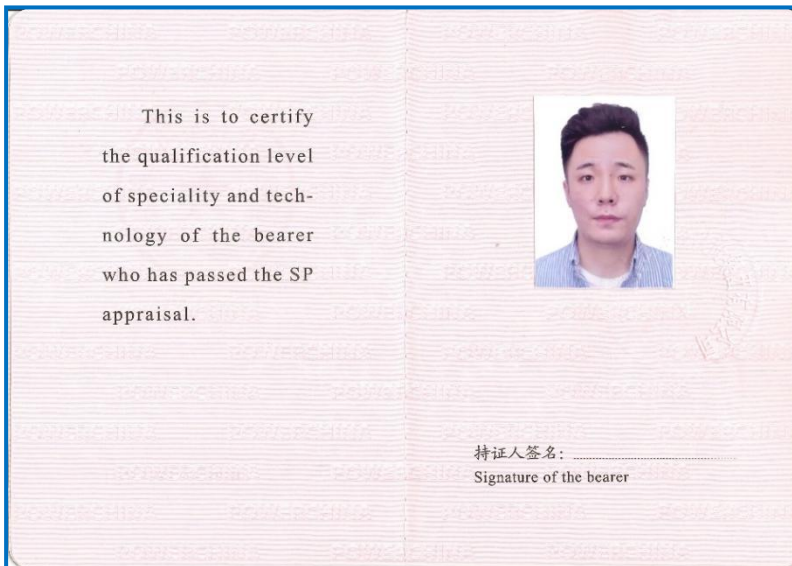 This is to certify
the qualification level
of speciality and tech-
nology of the bearer
who has passed the SP
appraisal.
持证人签名:
Signature of the bearer
POWERCHINA